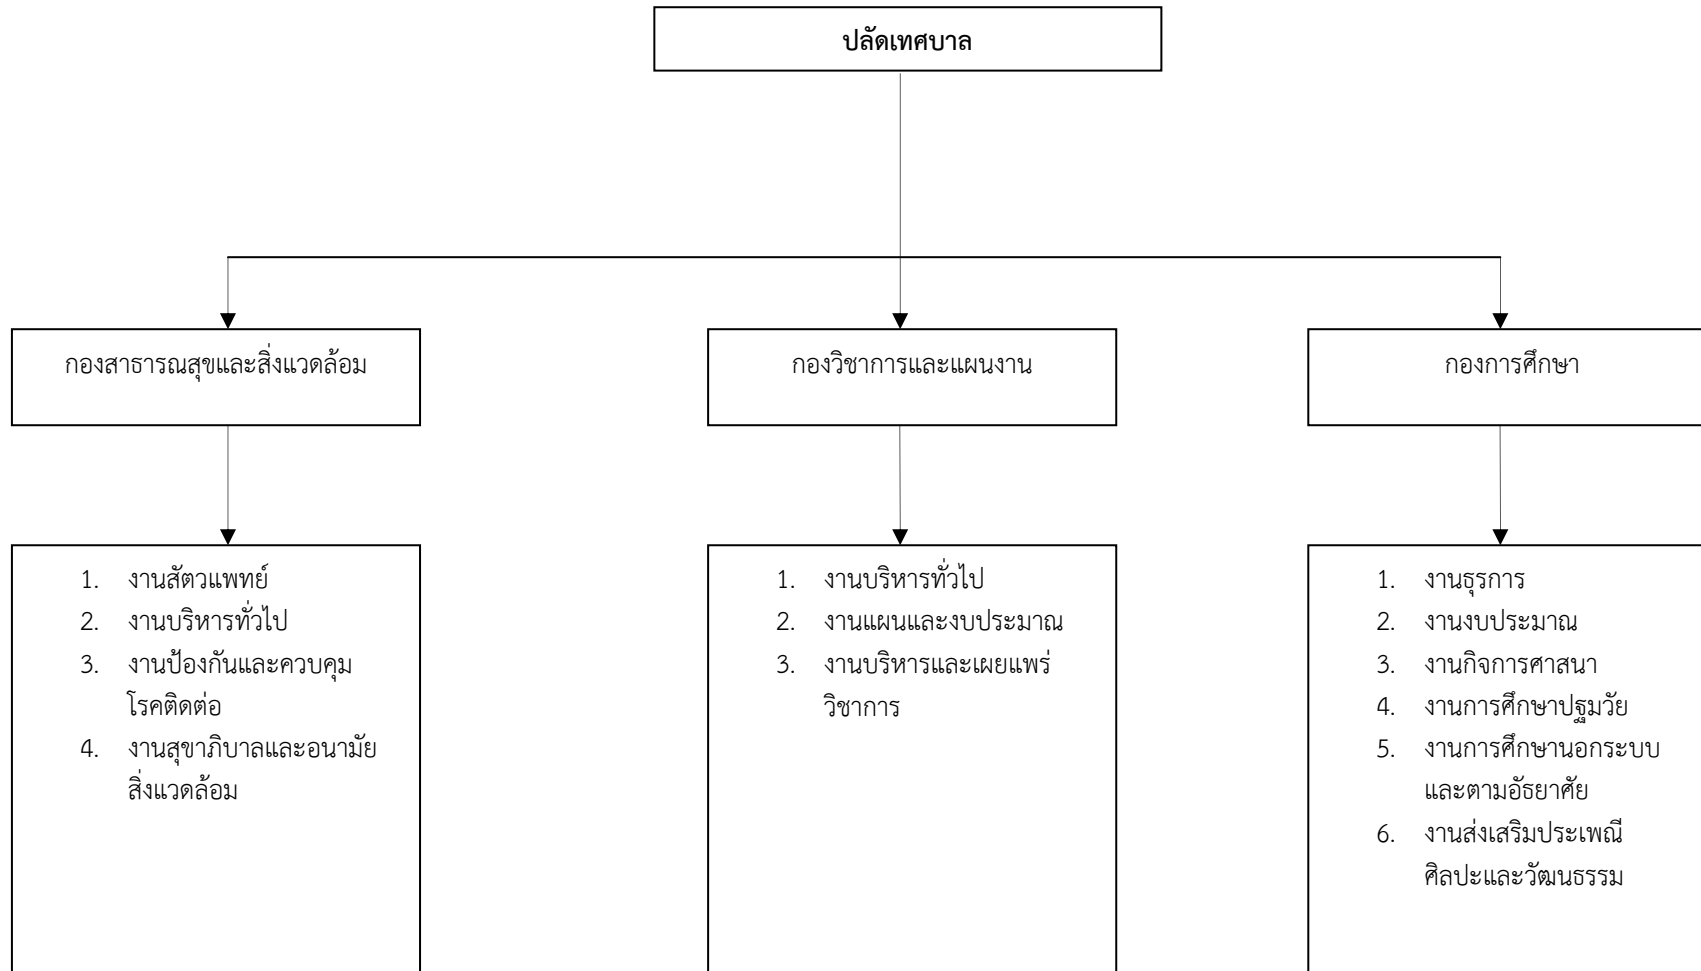 ปลัดเทศบาล
กองสาธารณสุขและสิ่งแวดล้อม
กองวิชาการและแผนงาน
กองการศึกษา
1. งานสัตวแพทย์
2. งานบริหารทั่วไป
3. งานป้องกันและควบคุม
โรคติดต่อ
4. งานสุขาภิบาลและอนามัย
สิ่งแวดล้อม
1. งานบริหารทั่วไป
2. งานแผนและงบประมาณ
3. งานบริหารและเผยแพร่
วิชาการ
1. งานธุรการ
2. งานงบประมาณ
3. งานกิจการศาสนา
4. งานการศึกษาปฐมวัย
5. งานการศึกษานอกระบบ
และตามอัธยาศัย
6. งานส่งเสริมประเพณี
ศิลปะและวัฒนธรรม